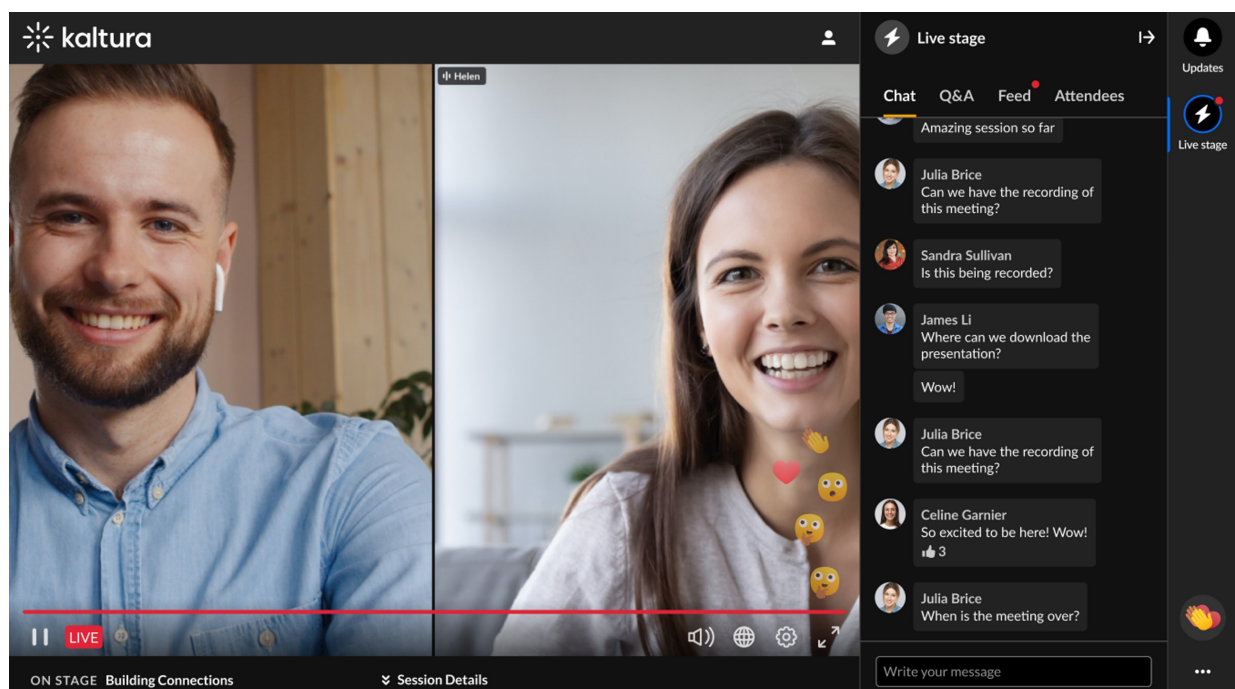 kaltura
Helen
LIVE
ON STAGE Building Connections
Session Details
Live stage
Chat Q&A Feed Attendees
Amazing session so far
Julia Brice
Can we have the recording of
this meeting?
Sandra Sullivan
Is this being recorded?
James Li
Where can we download the
presentation?
Wow!
Julia Brice
Can we have the recording of
this meeting?
Celine Garnier
So excited to be here! Wow!
3
Julia Brice
When is the meeting over?
Write your message
Updates
Live stage